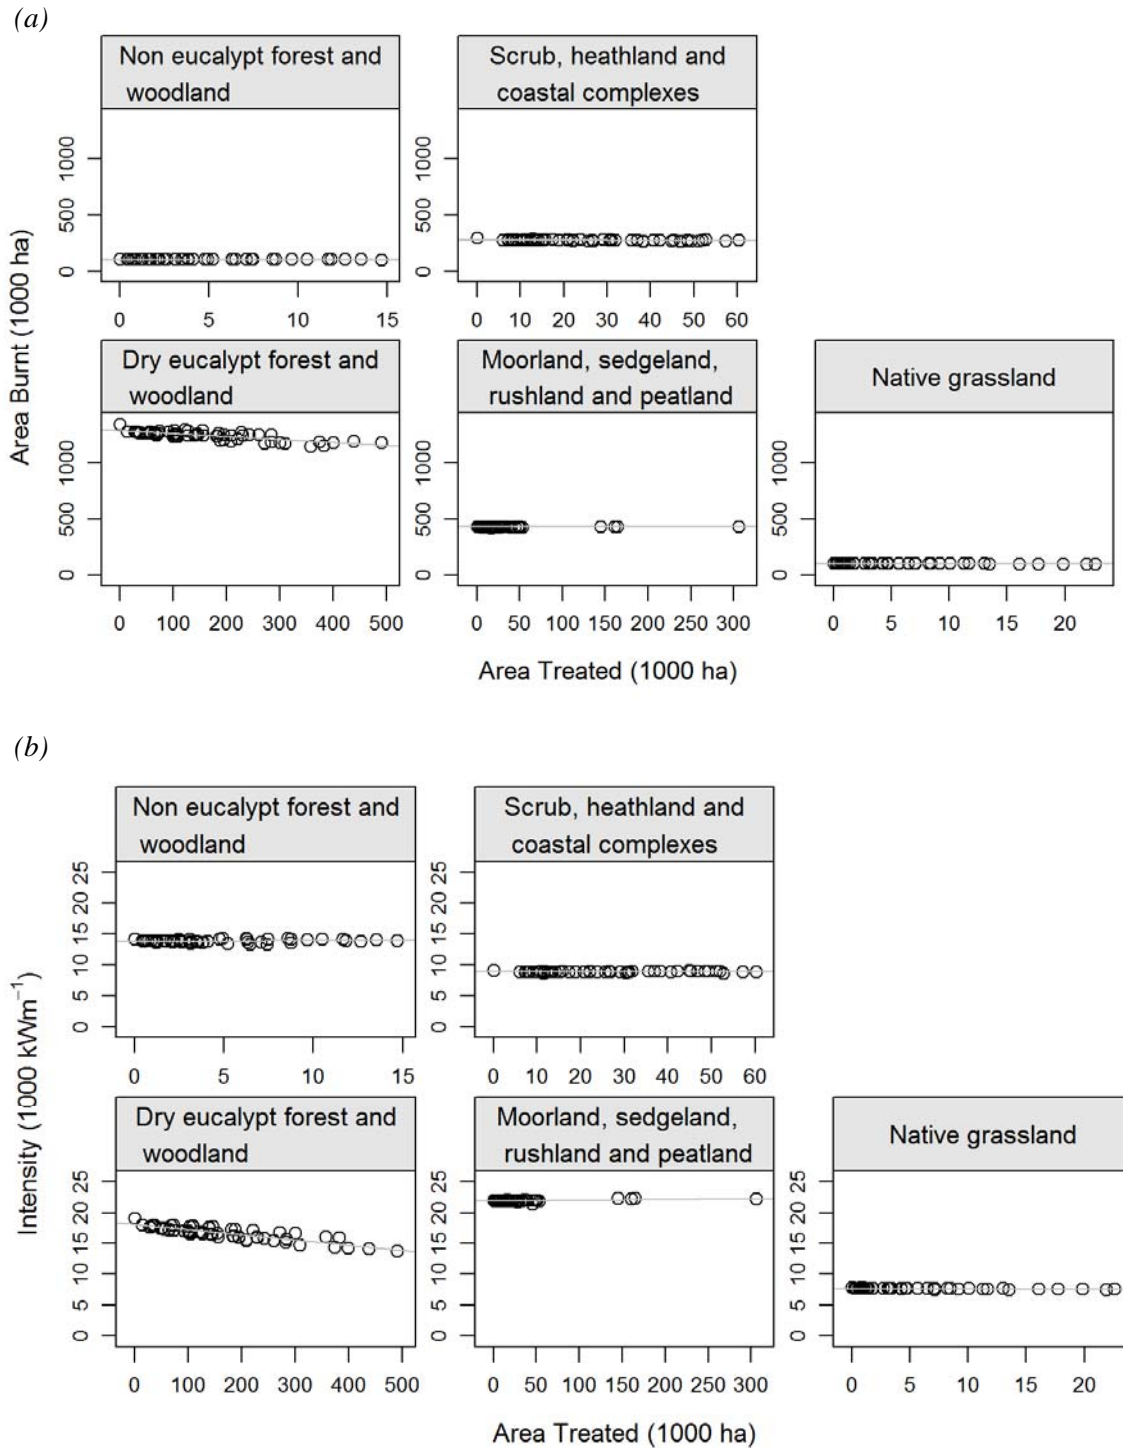 (a)
Non eucalypt forest and
woodland
Scrub, heathland and
coastal complexes
Area Burnt (1000 ha)
0 500 1000
0 5 10 15
0 500 1000
0 10 20 30 40 50 60
Dry eucalypt forest and
woodland
Moorland, sedgeland,
rushland and peatland
Native grassland
0 500 1000
0 100 200 300 400 500
0 500 1000
0 50 100 150 200 250 300
0 500 1000
0 5 10 15 20
Area Treated (1000 ha)
(b)
Non eucalypt forest and
woodland
Scrub, heathland and
coastal complexes
Intensity (1000 kWm⁻¹)
0 5 10 15 20 25
0 5 10 15
0 5 10 15 20 25
0 10 20 30 40 50 60
Dry eucalypt forest and
woodland
Moorland, sedgeland,
rushland and peatland
Native grassland
0 5 10 15 20 25
0 100 200 300 400 500
0 5 10 15 20 25
0 50 100 150 200 250 300
0 5 10 15 20 25
0 5 10 15 20
Area Treated (1000 ha)